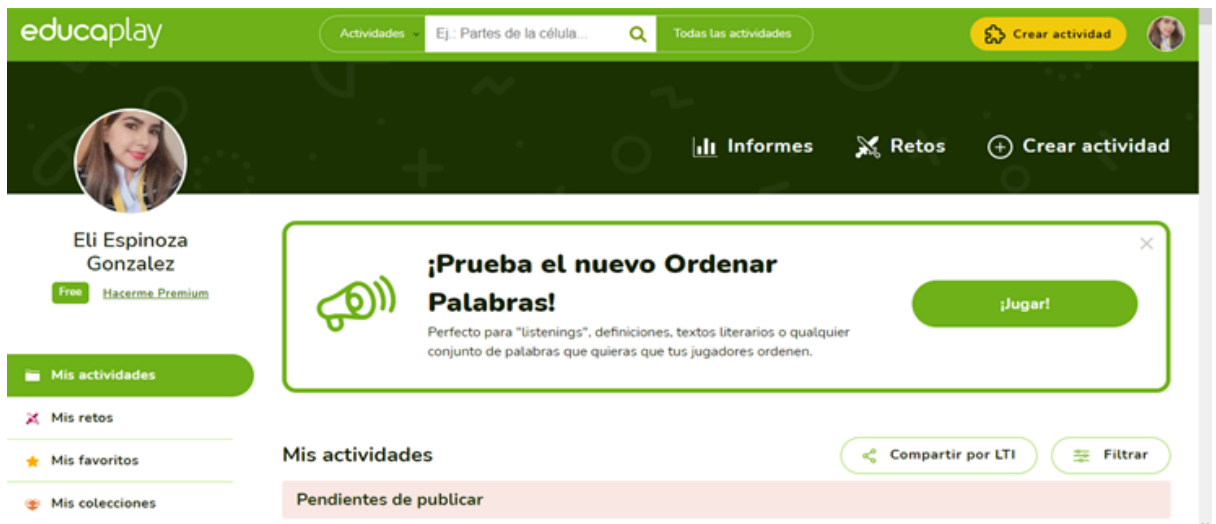 educaplay
Actividades
Ej.: Partes de la célula...
Todas las actividades
Crear actividad
Informes
Retos
Crear actividad
Eli Espinoza
Gonzalez
Free Hacerme Premium
¡Prueba el nuevo Ordenar
Palabras!
Perfecto para "listenings", definiciones, textos literarios o qualquier
conjunto de palabras que quieras que tus jugadores ordenen.
¡Jugar!
Mis actividades
Mis retos
Mis favoritos
Mis colecciones
Mis actividades
Compartir por LTI
Filtrar
Pendientes de publicar